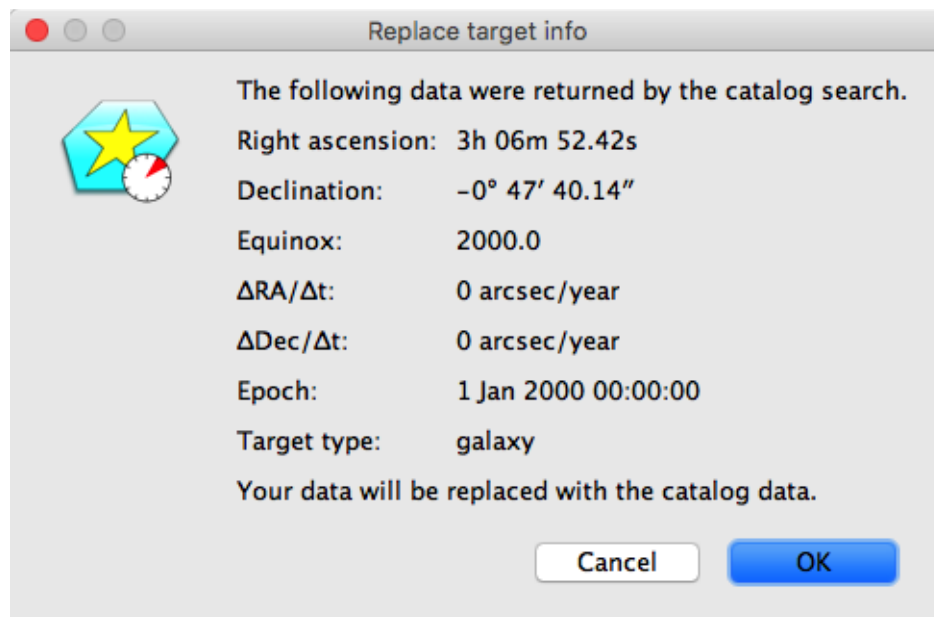 Replace target info
The following data were returned by the catalog search.
Right ascension: 3h 06m 52.42s
Declination: −0° 47′ 40.14″
Equinox: 2000.0
ΔRA/Δt: 0 arcsec/year
ΔDec/Δt: 0 arcsec/year
Epoch: 1 Jan 2000 00:00:00
Target type: galaxy
Your data will be replaced with the catalog data.
Cancel OK